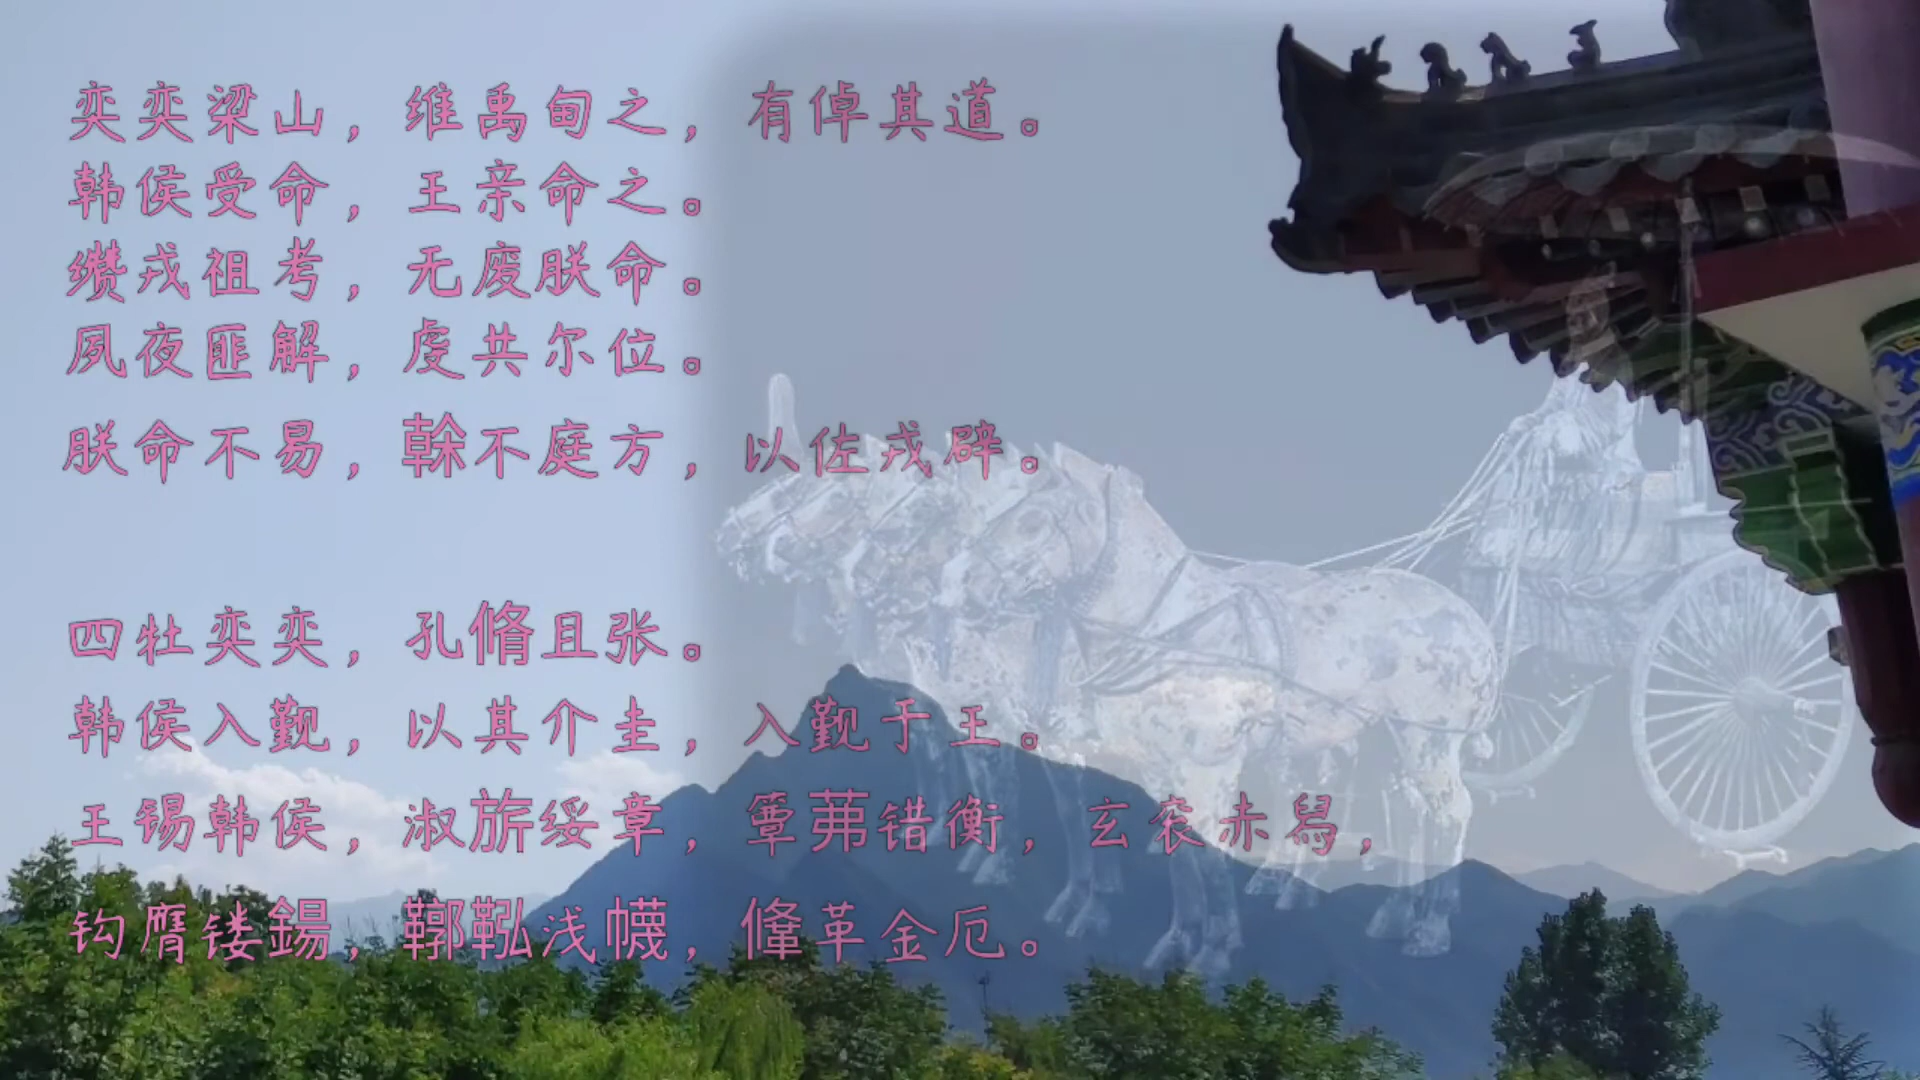 奕奕梁山，维禹甸之，有倬其道。
韩侯受命，王亲命之。
缵戎祖考，无废朕命。
夙夜匪解，虔共尔位。
朕命不易，榦不庭方，以佐戎辟。
四牡奕奕，孔脩且张。
韩侯入觐，以其介圭，入觐于王。
王锡韩侯，淑旂绥章，簟茀错衡，玄衮赤舄，
钩膺镂鍚，鞹鞃浅幭，鞗革金厄。